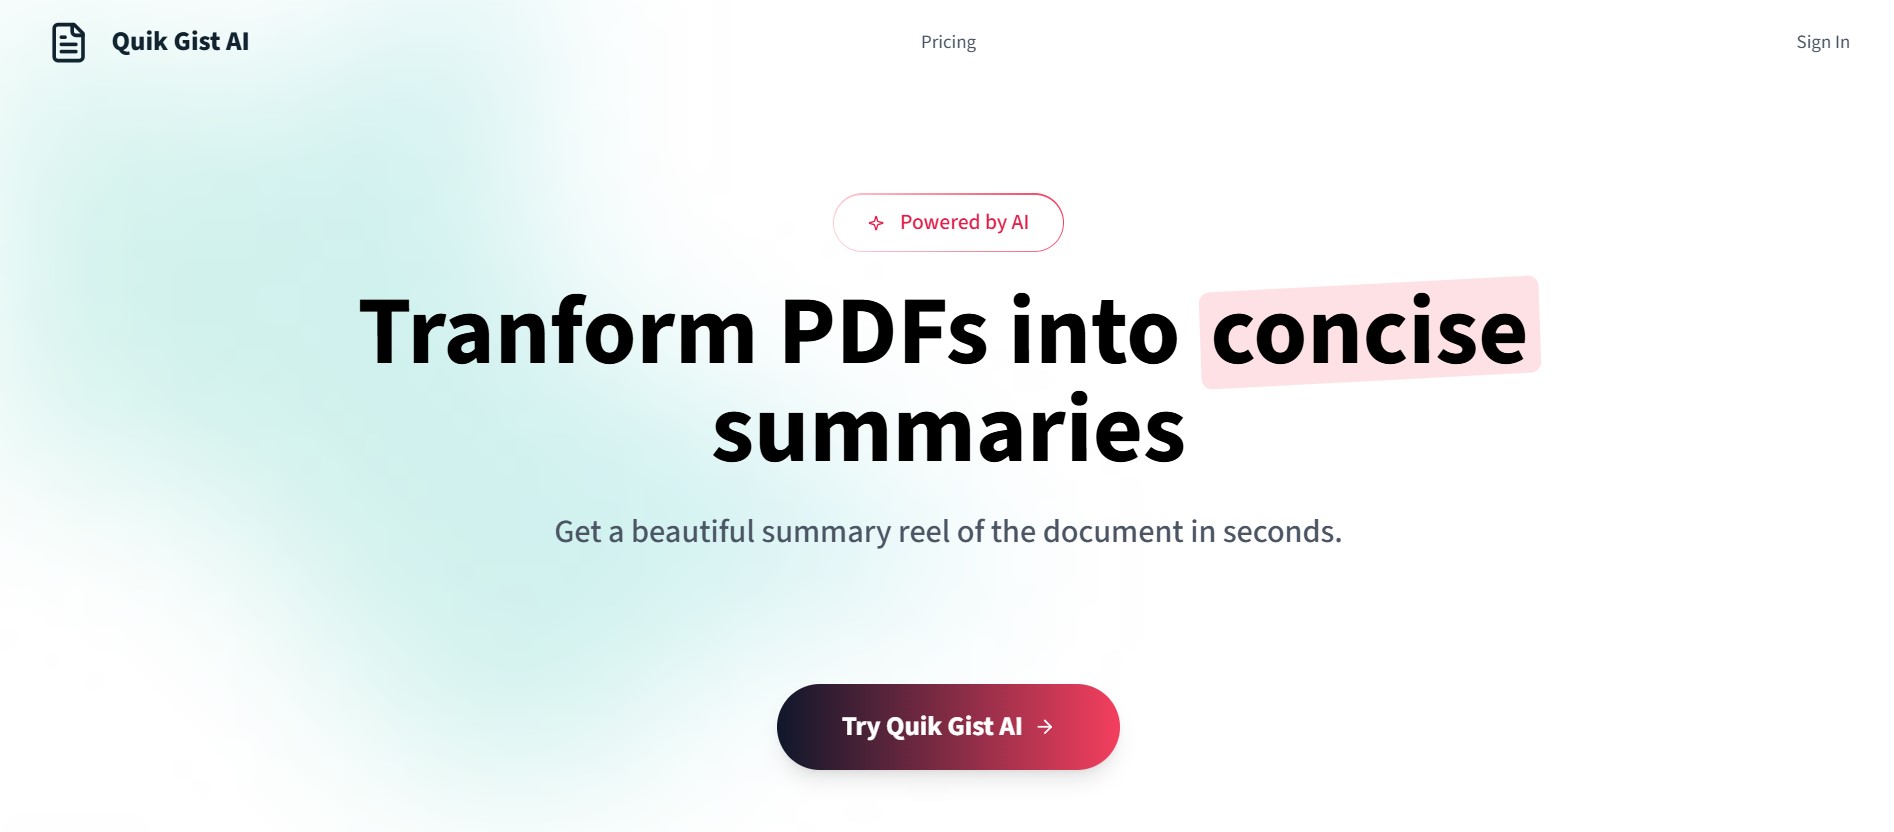 Quik Gist AI
Pricing
Sign In
Powered by AI
Tranform PDFs into concise
summaries
Get a beautiful summary reel of the document in seconds.
Try Quik Gist AI →